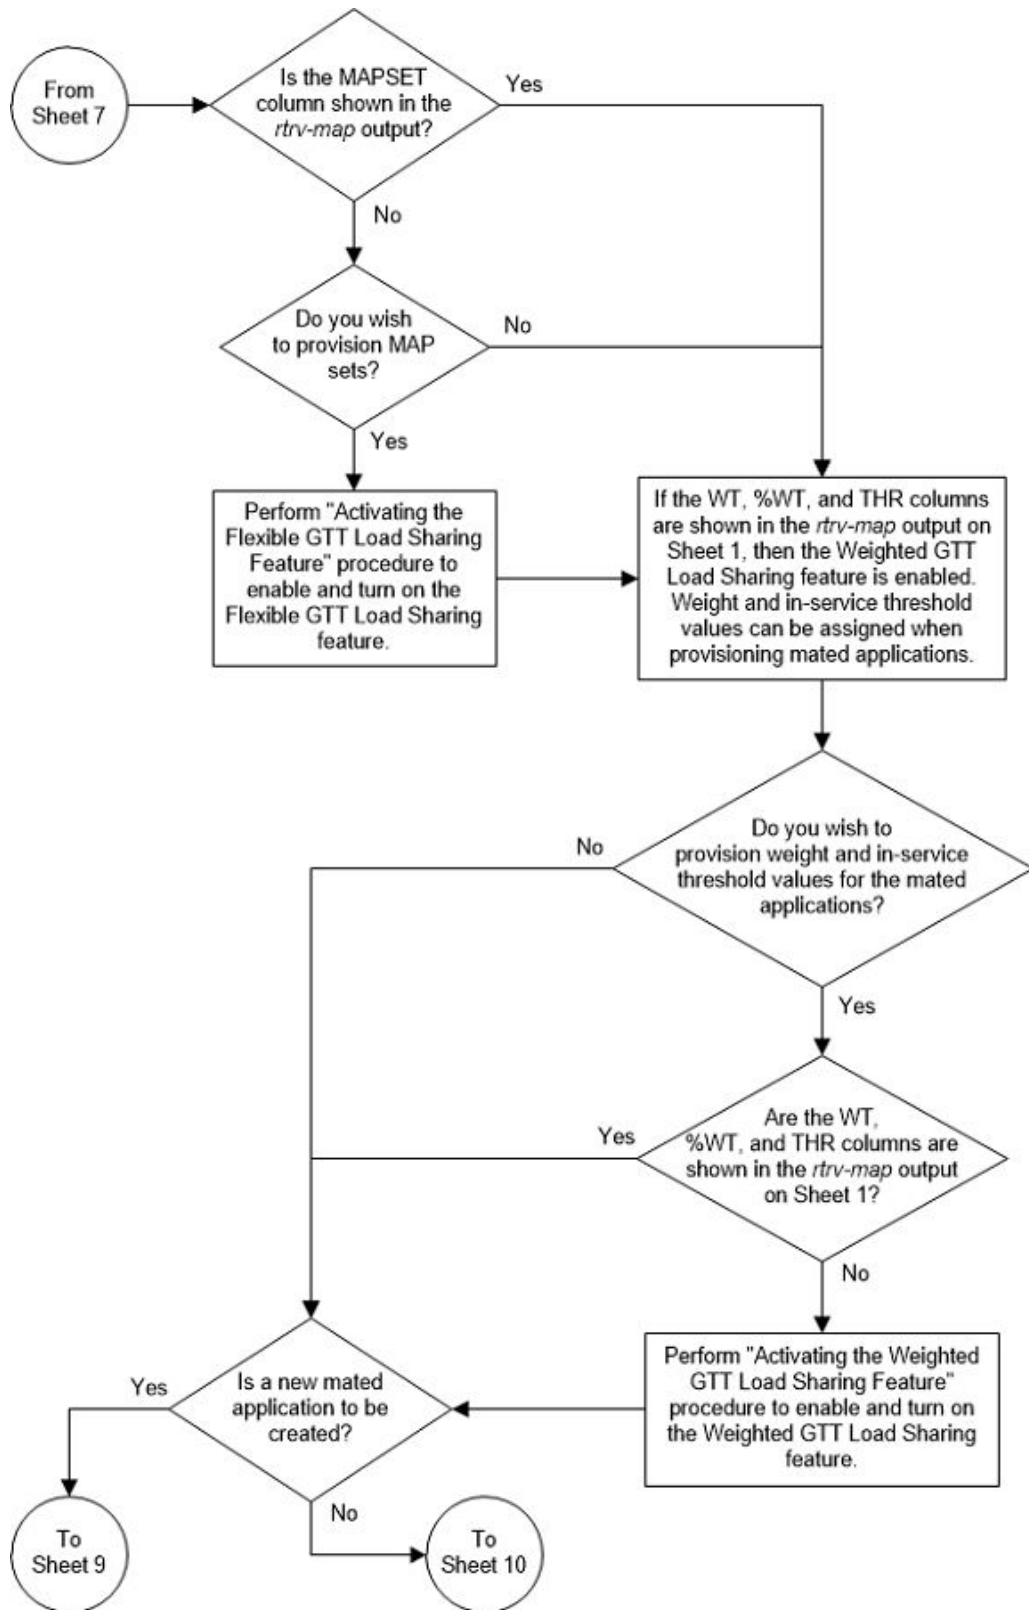 From
Sheet 7
Is the MAPSET
column shown in the
rtrv-map output?
Yes
No
Do you wish
to provision MAP
sets?
No
Yes
Perform "Activating the
Flexible GTT Load Sharing
Feature" procedure to
enable and turn on the
Flexible GTT Load Sharing
feature.
If the WT, %WT, and THR columns
are shown in the rtrv-map output on
Sheet 1, then the Weighted GTT
Load Sharing feature is enabled.
Weight and in-service threshold
values can be assigned when
provisioning mated applications.
Do you wish to
provision weight and in-service
threshold values for the mated
applications?
No
Yes
Are the WT,
%WT, and THR columns are
shown in the rtrv-map output
on Sheet 1?
Yes
No
Perform "Activating the Weighted
GTT Load Sharing Feature"
procedure to enable and turn on
the Weighted GTT Load Sharing
feature.
Is a new mated
application to be
created?
Yes
No
To
Sheet 9
To
Sheet 10